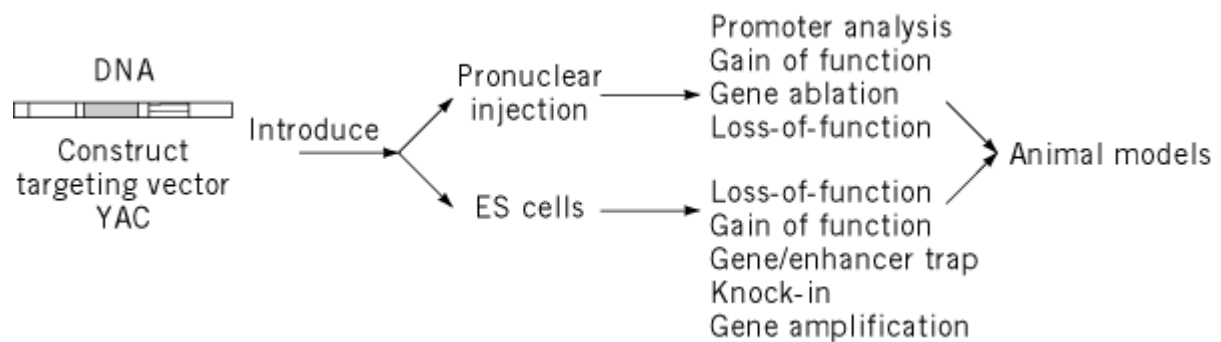 DNA
Construct
targeting vector
YAC
Introduce
Pronuclear
injection
ES cells
Promoter analysis
Gain of function
Gene ablation
Loss-of-function
Loss-of-function
Gain of function
Gene/enhancer trap
Knock-in
Gene amplification
Animal models